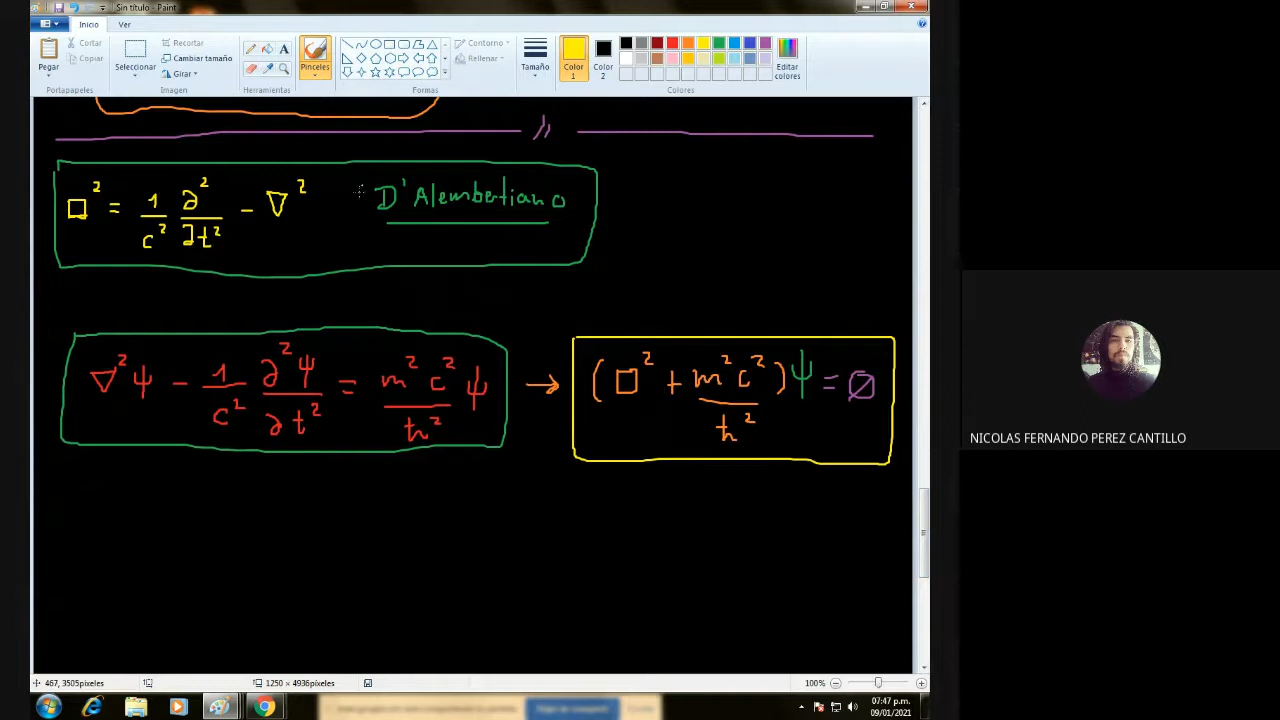 Sin título - Paint
Inicio Ver
Pegar
Cortar
Copiar
Portapapeles
Seleccionar
Recortar
Cambiar tamaño
Girar
Imagen
Herramientas
Pinceles
Contorno
Rellenar
Formas
Tamaño
Color 1
Color 2
Editar colores
Colores
□² = 1/c² ∂²/∂t² - ∇² D'Alembertiano
∇²ψ - 1/c² ∂²ψ/∂t² = m²c²/ħ² ψ → (□² + m²c²/ħ²)ψ = ∅
NICOLAS FERNANDO PEREZ CANTILLO
467, 3505píxeles
1250 × 4936píxeles
100%
07:47 p.m.
09/01/2021